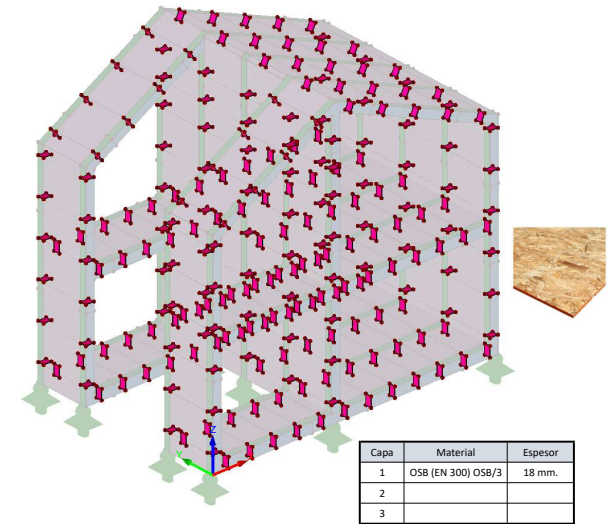 Z
Y
Capa Material Espesor
1 OSB (EN 300) OSB/3 18 mm.
2
3